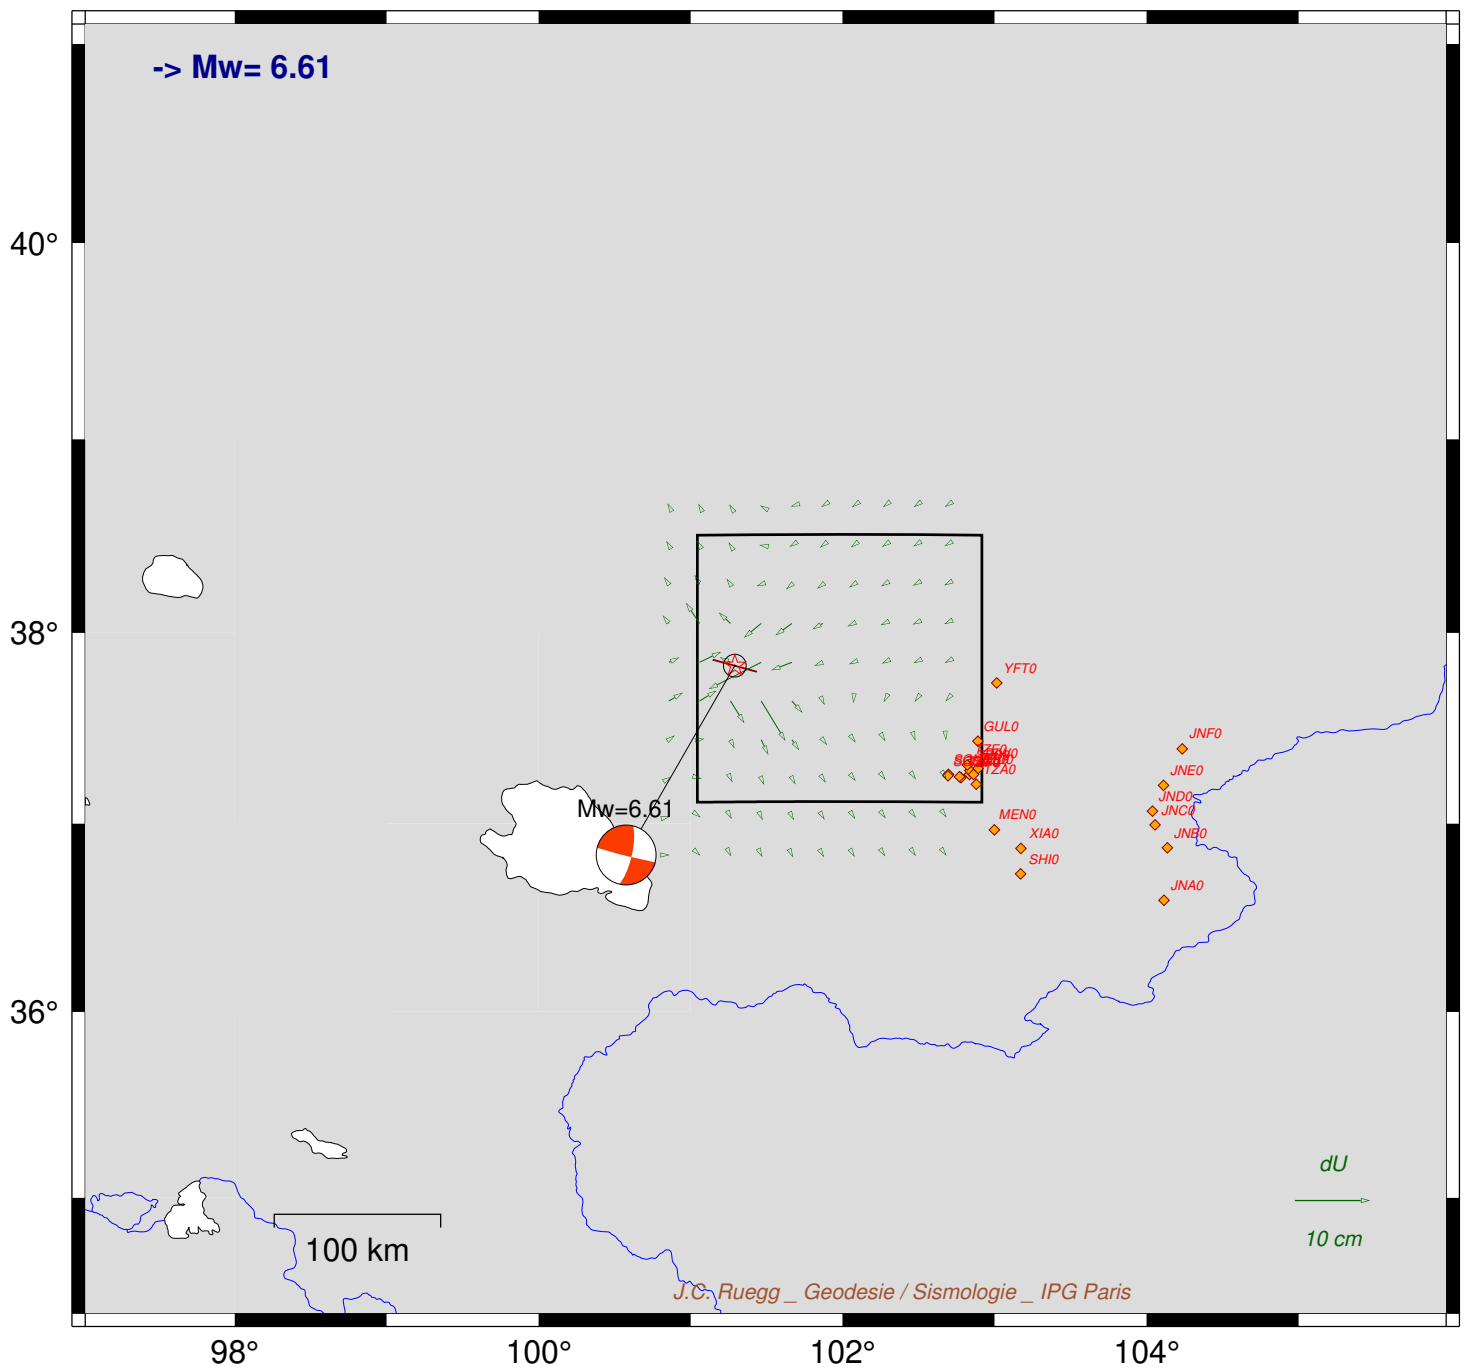 -> Mw= 6.61
40°
38°
YFT0
GUL0
JNF0
TZA0
JNE0
JND0
Mw=6.61
JNC0
MEN0
XIA0
JNB0
SHI0
JNA0
36°
dU
10 cm
100 km
J.C. Ruegg _ Geodesie / Sismologie _ IPG Paris
98°
100°
102°
104°